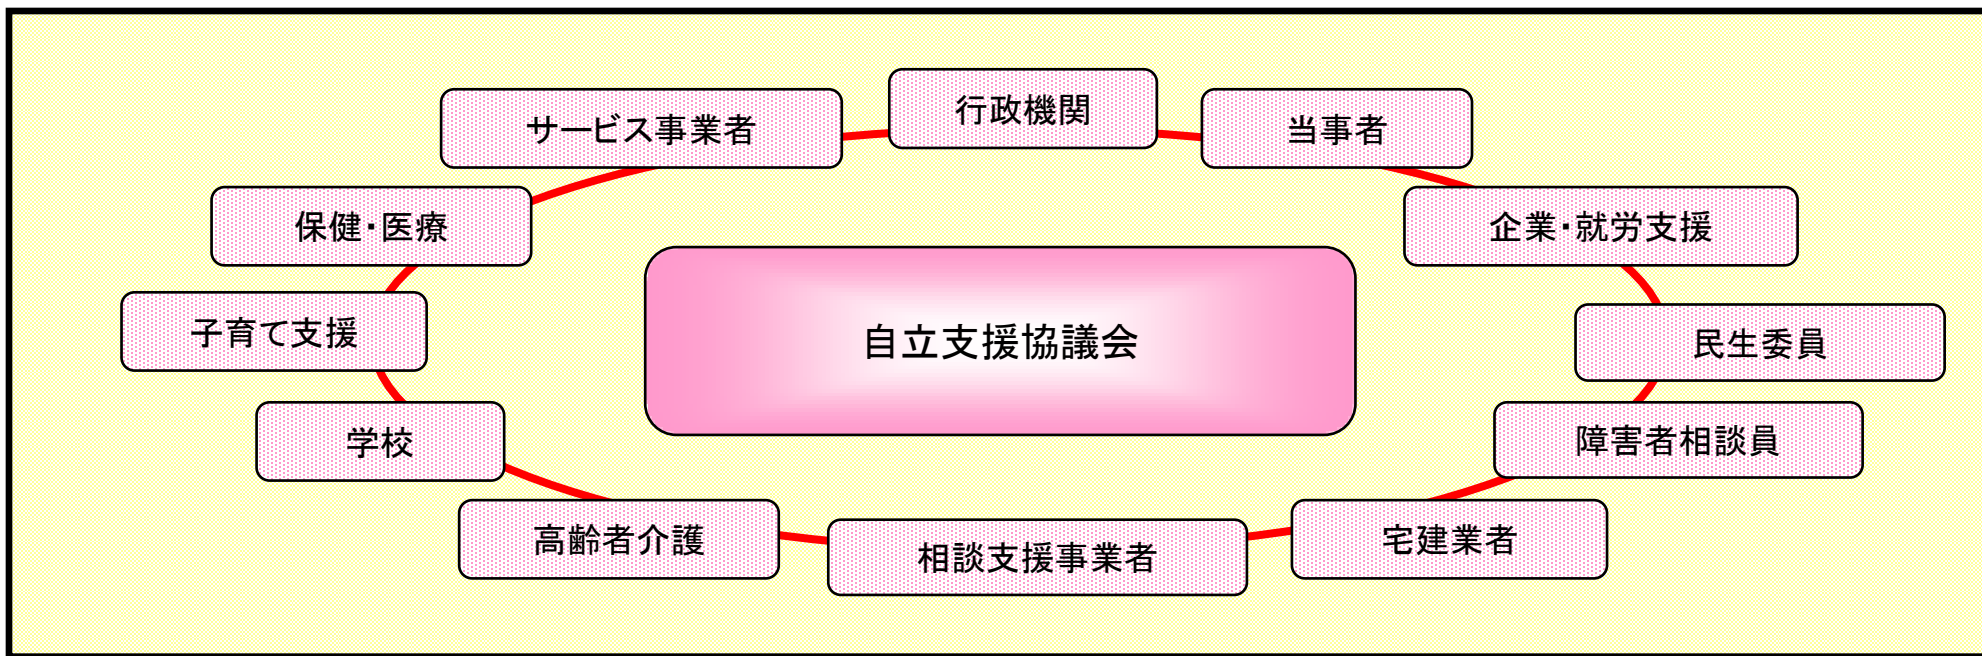 行政機関
サービス事業者
当事者
保健・医療
企業・就労支援
子育て支援
自立支援協議会
民生委員
学校
障害者相談員
高齢者介護
相談支援事業者
宅建業者